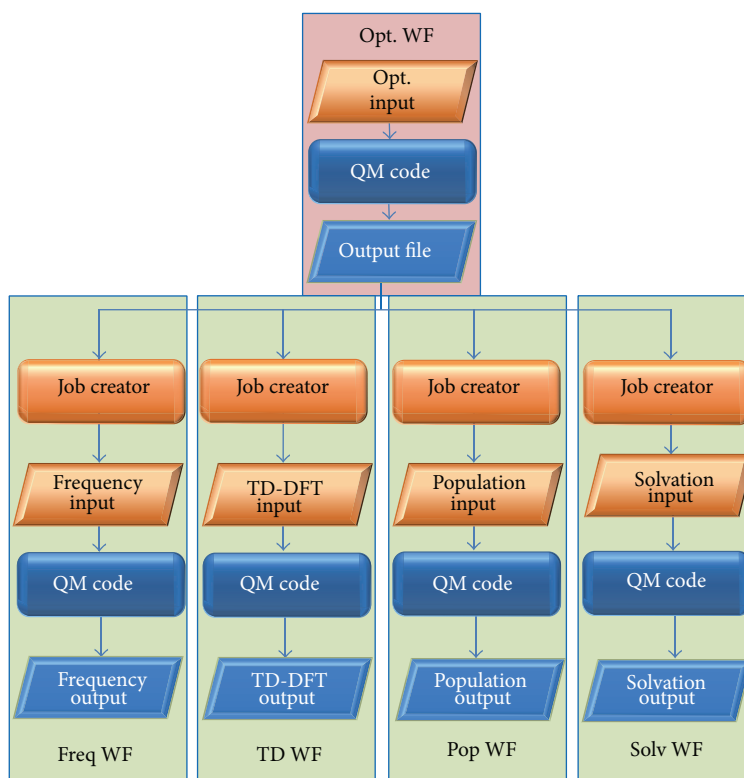 Opt. WF
Opt.
input
QM code
Output file
Job creator
Job creator
Job creator
Job creator
Frequency
input
TD-DFT
input
Population
input
Solvation
input
QM code
QM code
QM code
QM code
Frequency
output
TD-DFT
output
Population
output
Solvation
output
Freq WF
TD WF
Pop WF
Solv WF